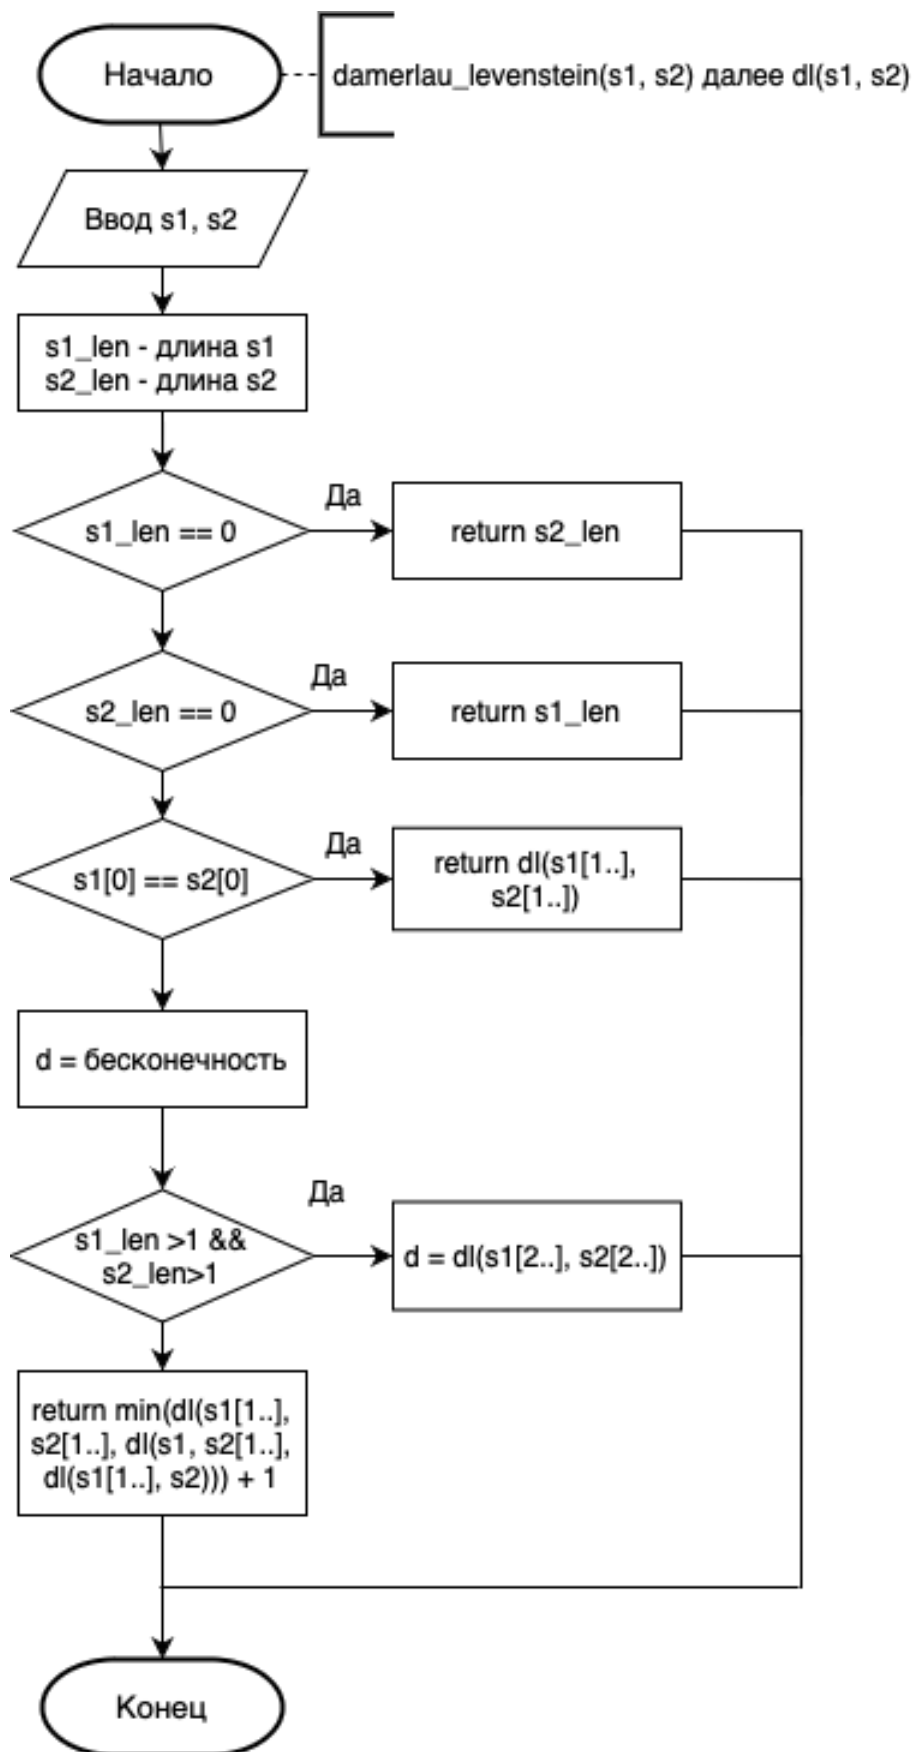 Начало
damerlau_levenstein(s1, s2) далее dl(s1, s2)
Ввод s1, s2
s1_len - длина s1
s2_len - длина s2
s1_len == 0
Да
return s2_len
s2_len == 0
Да
return s1_len
s1[0] == s2[0]
Да
return dl(s1[1..],
s2[1..])
d = бесконечность
s1_len >1 &&
s2_len>1
Да
d = dl(s1[2..], s2[2..])
return min(dl(s1[1..],
s2[1..], dl(s1, s2[1..],
dl(s1[1..], s2))) + 1
Конец